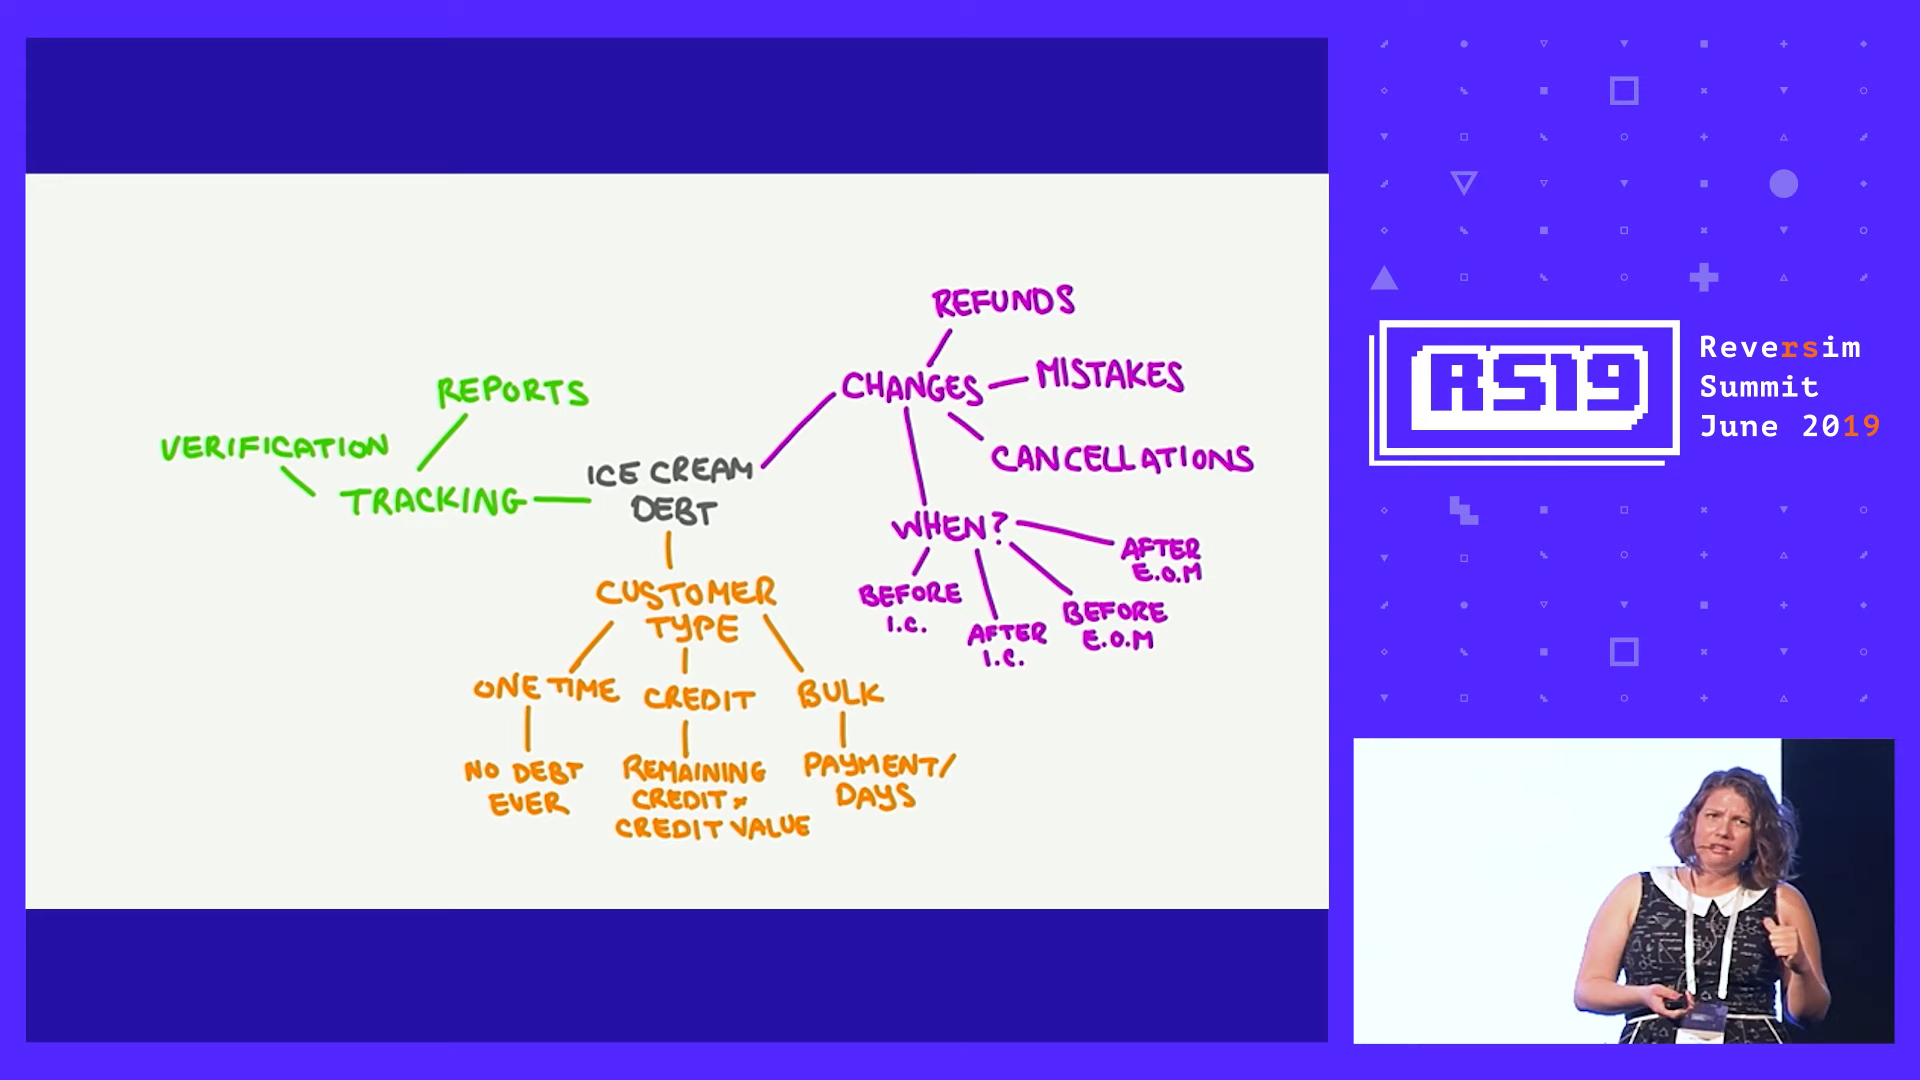 REFUNDS
CHANGES
MISTAKES
CANCELLATIONS
WHEN?
BEFORE
I.C.
AFTER
I.C.
BEFORE
E.O.M
AFTER
E.O.M
REPORTS
VERIFICATION
TRACKING
ICE CREAM
DEBT
CUSTOMER
TYPE
ONE TIME
CREDIT
BULK
NO DEBT
EVER
REMAINING
CREDIT ×
CREDIT VALUE
PAYMENT/
DAYS
RS19
Reversim
Summit
June 2019